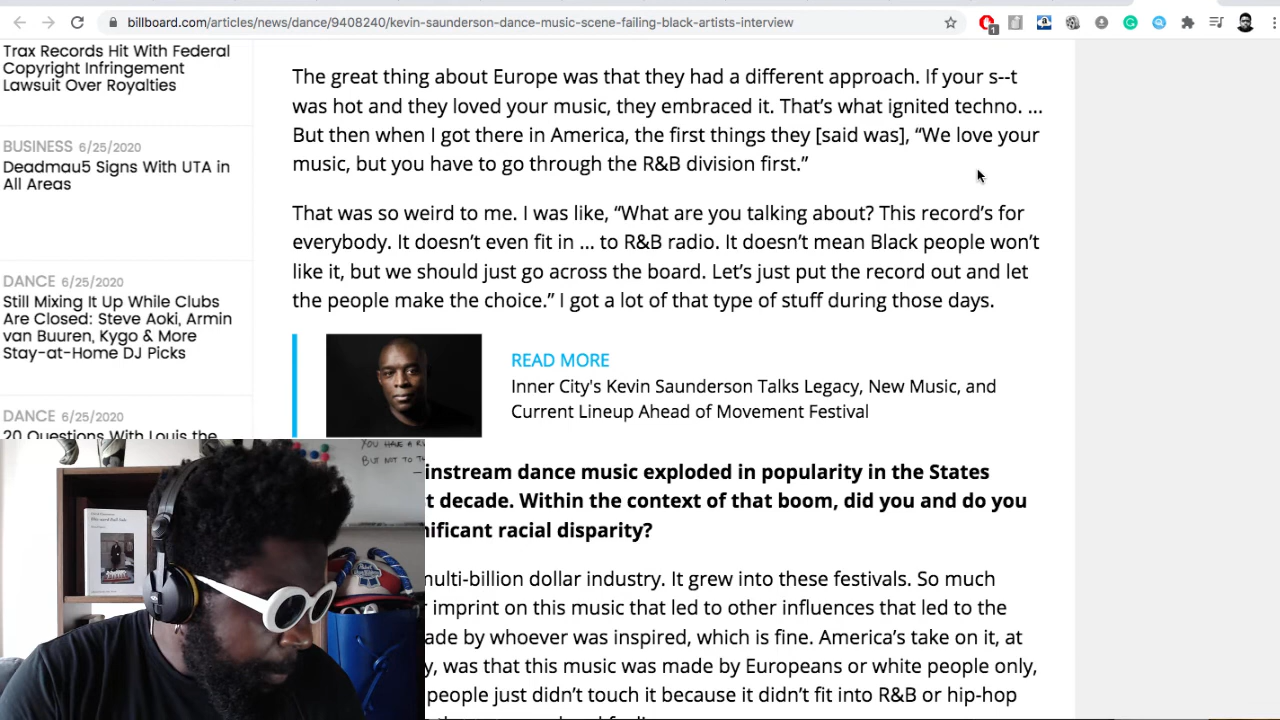 billboard.com/articles/news/dance/9408240/kevin-saunderson-dance-music-scene-failing-black-artists-interview
1
Trax Records Hit With Federal
Copyright Infringement
Lawsuit Over Royalties
BUSINESS 6/25/2020
Deadmau5 Signs With UTA in
All Areas
DANCE 6/25/2020
Still Mixing It Up While Clubs
Are Closed: Steve Aoki, Armin
van Buuren, Kygo & More
Stay-at-Home DJ Picks
DANCE 6/25/2020
20 Questions With Louis the
The great thing about Europe was that they had a different approach. If your s--t
was hot and they loved your music, they embraced it. That’s what ignited techno. ...
But then when I got there in America, the first things they [said was], “We love your
music, but you have to go through the R&B division first.”
That was so weird to me. I was like, “What are you talking about? This record’s for
everybody. It doesn’t even fit in ... to R&B radio. It doesn’t mean Black people won’t
like it, but we should just go across the board. Let’s just put the record out and let
the people make the choice.” I got a lot of that type of stuff during those days.
READ MORE
Inner City's Kevin Saunderson Talks Legacy, New Music, and
Current Lineup Ahead of Movement Festival
instream dance music exploded in popularity in the States
t decade. Within the context of that boom, did you and do you
nificant racial disparity?
multi-billion dollar industry. It grew into these festivals. So much
r imprint on this music that led to other influences that led to the
ade by whoever was inspired, which is fine. America’s take on it, at
y, was that this music was made by Europeans or white people only,
people just didn’t touch it because it didn’t fit into R&B or hip-hop
YOU HAVE A
BUT NOT TO
Pabst